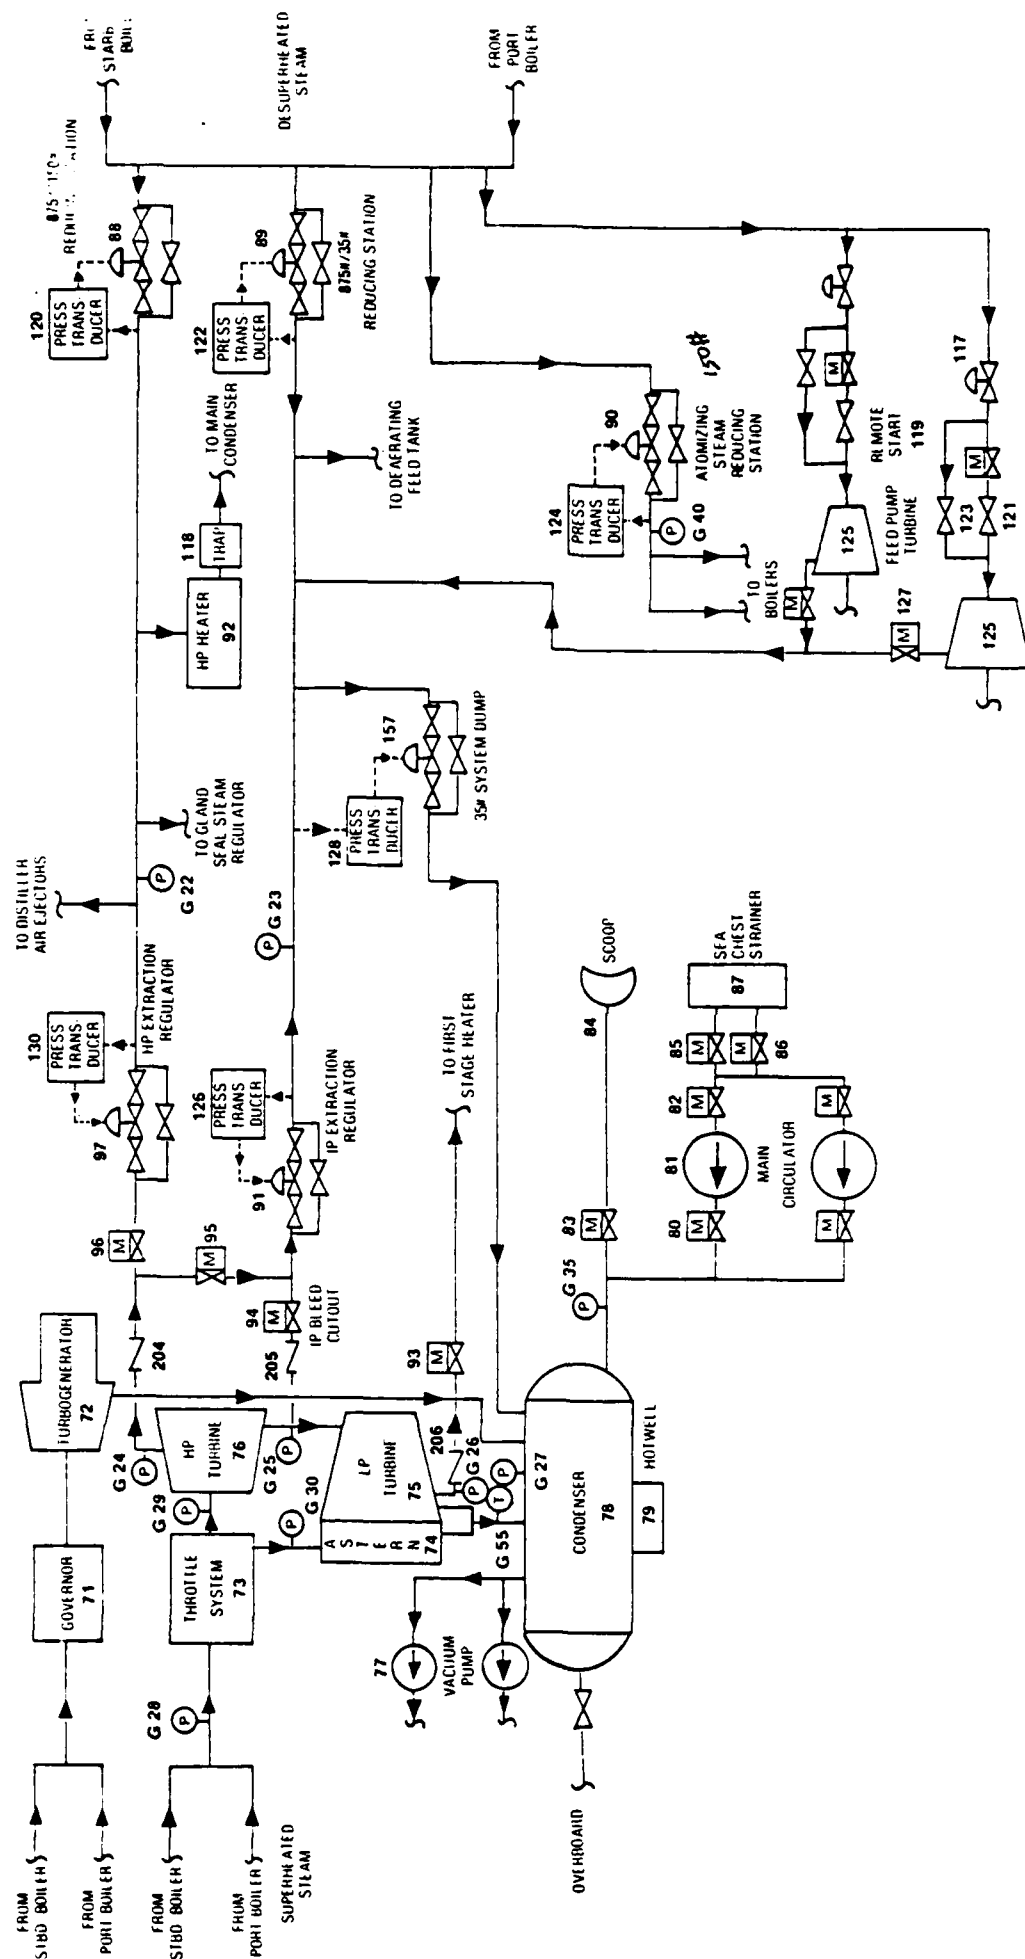 FROM
STBD BOILER
FROM
PORT BOILER
FROM
STBD BOILER
FROM
PORT BOILER
SUPERHEATED
STEAM
GOVERNOR
71
TURBOGENERATOR
72
G 28
P
THROTTLE
SYSTEM
73
G 29
P
G 24
P
HP
TURBINE
76
G 25
P
G 30
P
ASTERN
74
LP
TURBINE
75
204
205
206
G 26
P
T
P
G 27
G 55
77
VACUUM
PUMP
CONDENSER
78
HOTWELL
79
OVERBOARD
96
M
95
M
94
M
IP BLEED
CUTOUT
93
M
TO FIRST
STAGE HEATER
97
130
PRESS
TRANS-
DUCER
HP EXTRACTION
REGULATOR
91
126
PRESS
TRANS
DUCER
IP EXTRACTION
REGULATOR
TO DISTILLER
AIR EJECTORS
P
G 22
TO GLAND
SEAL STEAM
REGULATOR
P
G 23
128
PRESS
TRANS
DUCER
157
35# SYSTEM DUMP
HP HEATER
92
118
TRAP
TO MAIN
CONDENSER
TO DEAERATING
FEED TANK
120
PRESS
TRANS
DUCER
88
122
PRESS
TRANS
DUCER
89
875#/35#
REDUCING STATION
STARB
DESUPERHEATED
STEAM
FROM
PORT
BOILER
124
PRESS
TRANS
DUCER
90
P
G 40
ATOMIZING
STEAM
REDUCING
STATION
150#
TO
BOILERS
M
REMOTE
START
119
125
FEED PUMP
TURBINE
M
117
M
123
121
127
M
125
G 35
P
83
M
84
SCOOP
80
M
81
82
M
85
M
M
86
87
SEA
CHEST
STRAINER
MAIN
CIRCULATOR
M
M